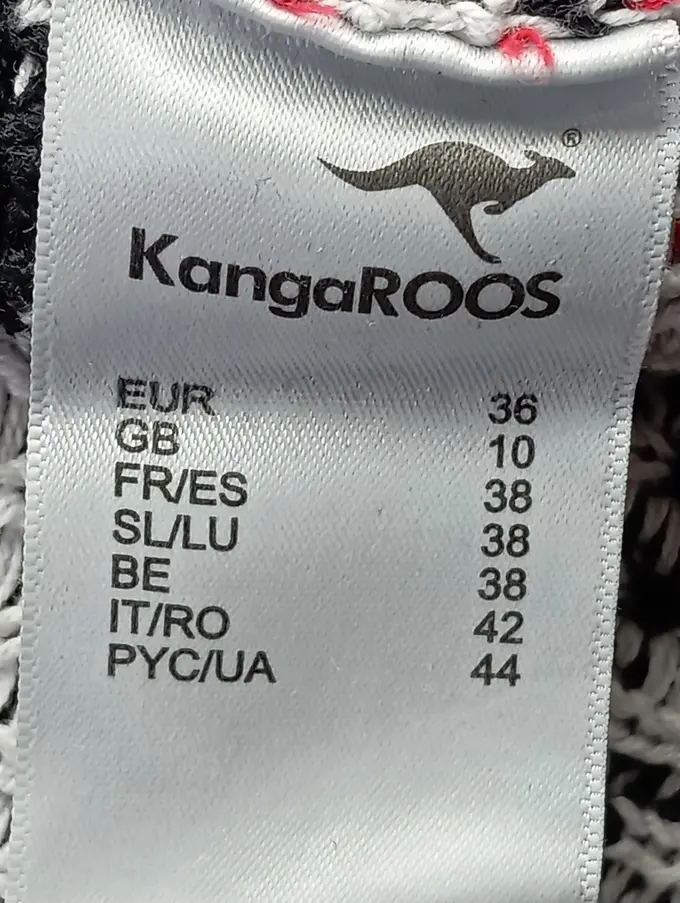 ®
KangaROOS
EUR 36
GB 10
FR/ES 38
SL/LU 38
BE 38
IT/RO 42
PYC/UA 44